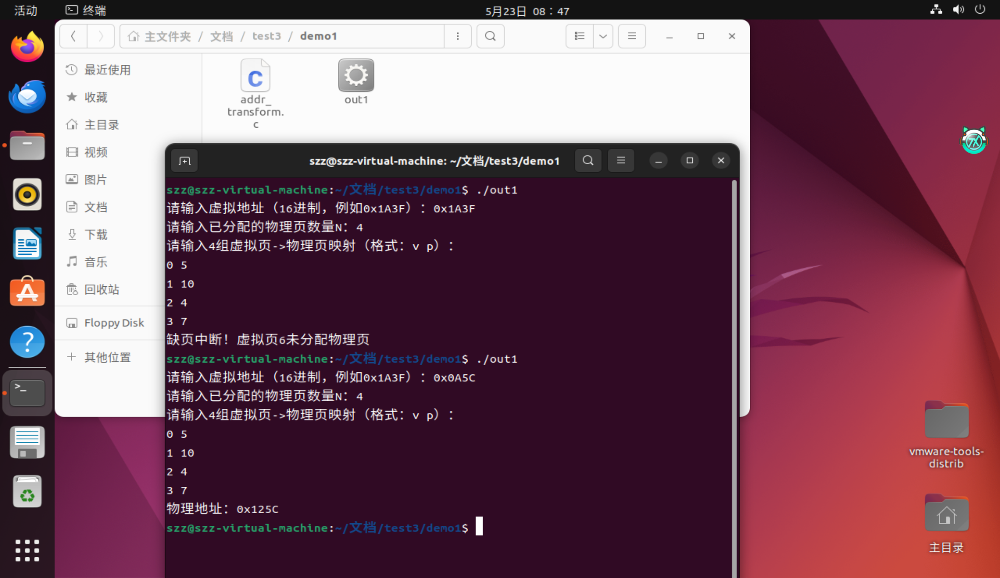 活动
终端
5月23日 08：47
主文件夹 / 文档 / test3 / demo1
最近使用
收藏
主目录
视频
图片
文档
下载
音乐
回收站
Floppy Disk
其他位置
addr_
transform.
c
out1
szz@szz-virtual-machine: ~/文档/test3/demo1
szz@szz-virtual-machine:~/文档/test3/demo1$ ./out1
请输入虚拟地址（16进制，例如0x1A3F）：0x1A3F
请输入已分配的物理页数量N：4
请输入4组虚拟页->物理页映射（格式：v p）：
0 5
1 10
2 4
3 7
缺页中断！虚拟页6未分配物理页
szz@szz-virtual-machine:~/文档/test3/demo1$ ./out1
请输入虚拟地址（16进制，例如0x1A3F）：0x0A5C
请输入已分配的物理页数量N：4
请输入4组虚拟页->物理页映射（格式：v p）：
0 5
1 10
2 4
3 7
物理地址：0x125C
szz@szz-virtual-machine:~/文档/test3/demo1$
vmware-tools-
distrib
主目录